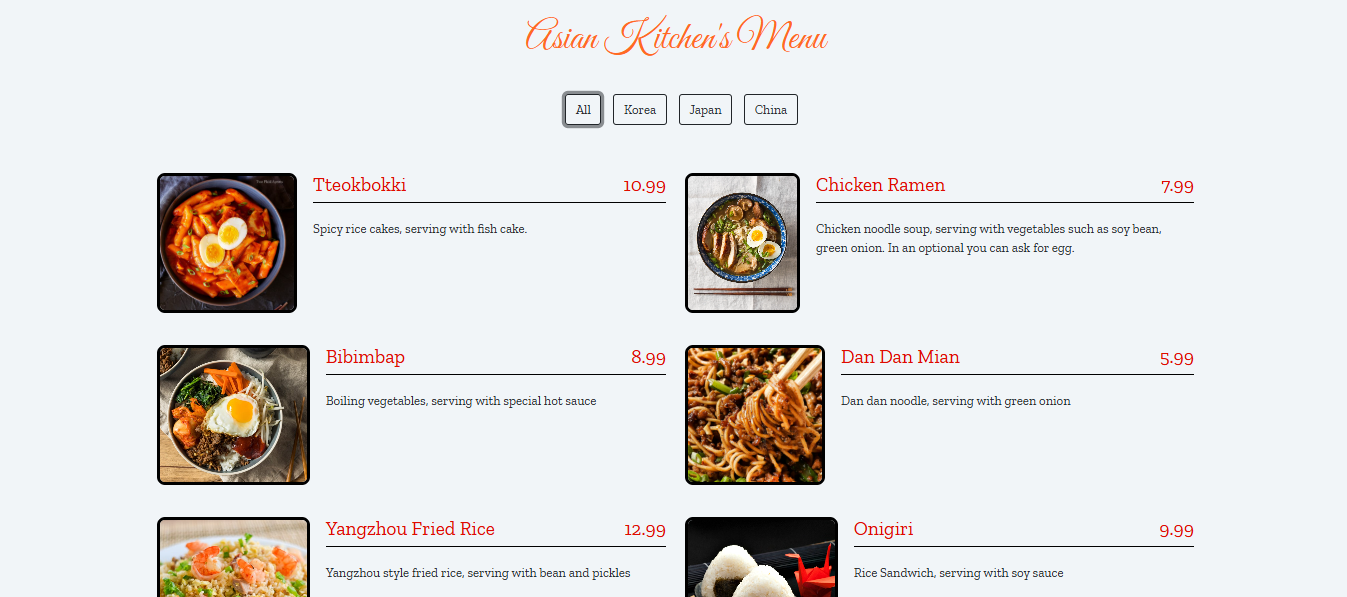 Asian Kitchen's Menu
All Korea Japan China
Tteokbokki 10.99
Spicy rice cakes, serving with fish cake.
Chicken Ramen 7.99
Chicken noodle soup, serving with vegetables such as soy bean,
green onion. In an optional you can ask for egg.
Bibimbap 8.99
Boiling vegetables, serving with special hot sauce
Dan Dan Mian 5.99
Dan dan noodle, serving with green onion
Yangzhou Fried Rice 12.99
Yangzhou style fried rice, serving with bean and pickles
Onigiri 9.99
Rice Sandwich, serving with soy sauce